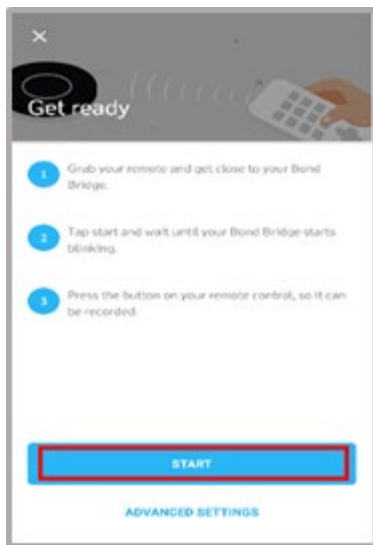 Get ready
1 Grab your remote and get close to your Bond
Bridge.
2 Tap start and wait until your Bond Bridge starts
blinking.
3 Press the button on your remote control, so it can
be recorded.
START
ADVANCED SETTINGS